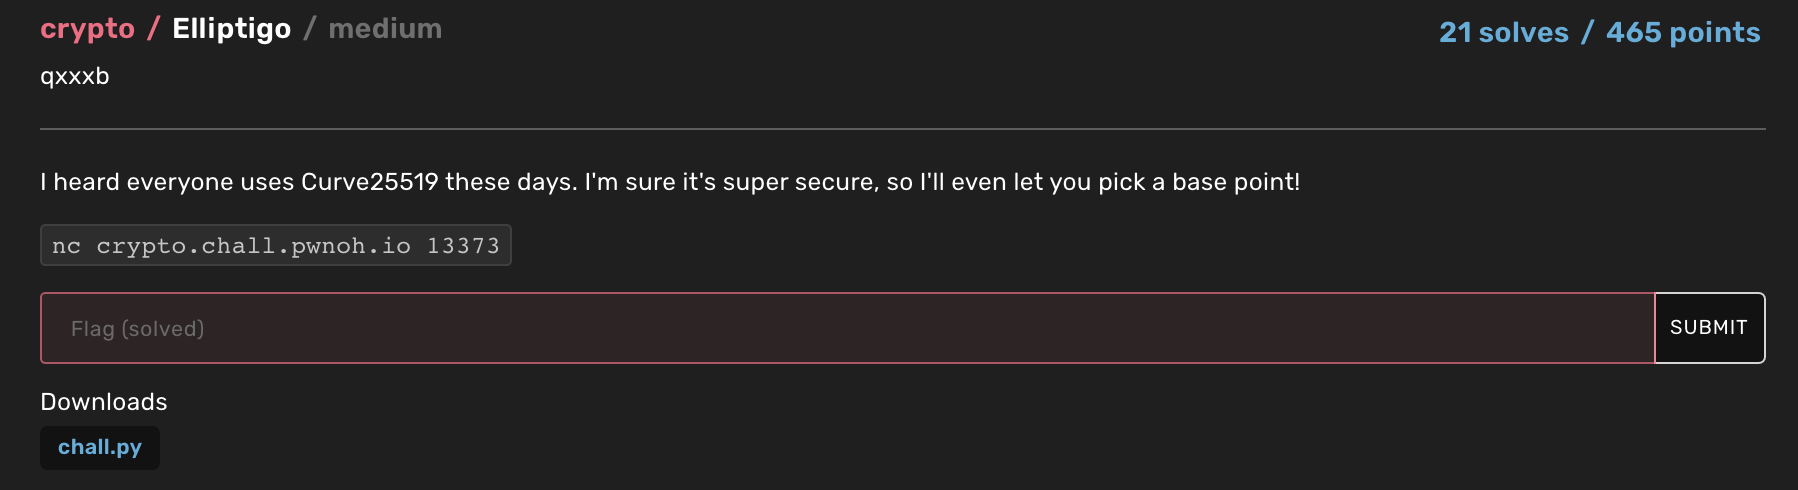 crypto / Elliptigo / medium
21 solves / 465 points
qxxxb
I heard everyone uses Curve25519 these days. I'm sure it's super secure, so I'll even let you pick a base point!
nc crypto.chall.pwnoh.io 13373
Flag (solved)
SUBMIT
Downloads
chall.py